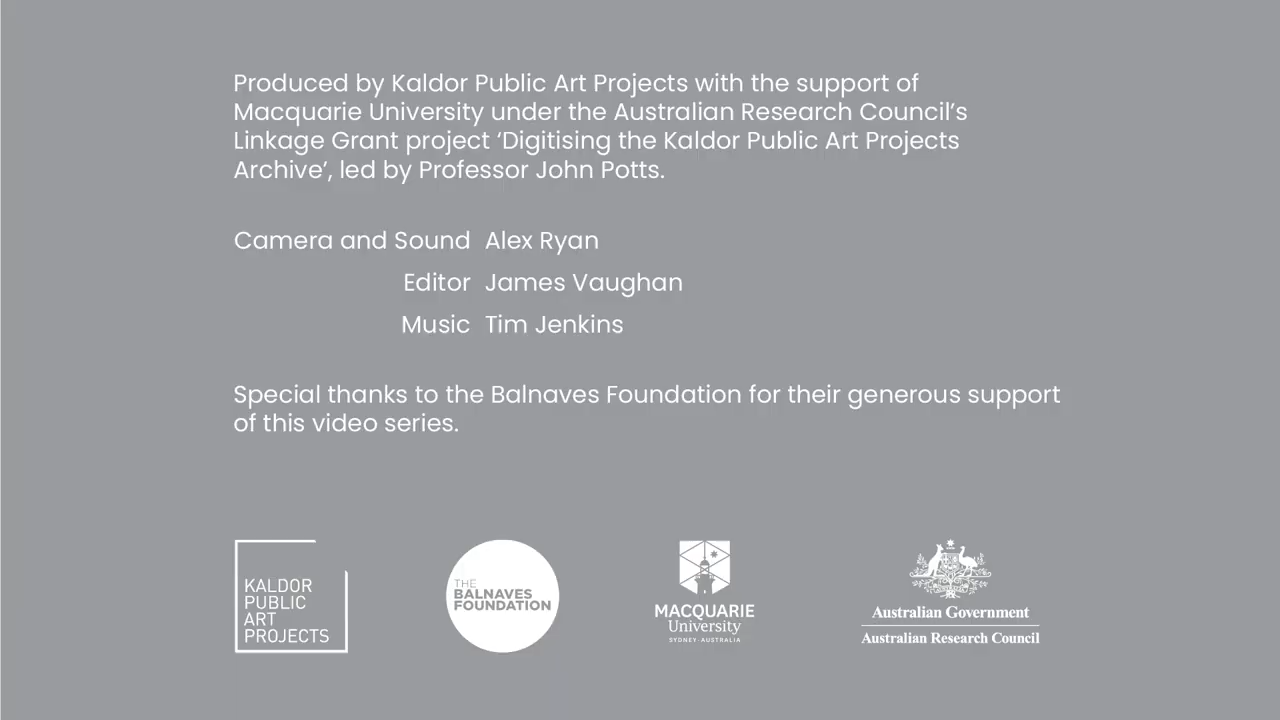 Produced by Kaldor Public Art Projects with the support of
Macquarie University under the Australian Research Council’s
Linkage Grant project ‘Digitising the Kaldor Public Art Projects
Archive’, led by Professor John Potts.
Camera and Sound Alex Ryan
Editor James Vaughan
Music Tim Jenkins
Special thanks to the Balnaves Foundation for their generous support
of this video series.
KALDOR
PUBLIC
ART
PROJECTS
THE
BALNAVES
FOUNDATION
MACQUARIE
University
SYDNEY·AUSTRALIA
Australian Government
Australian Research Council